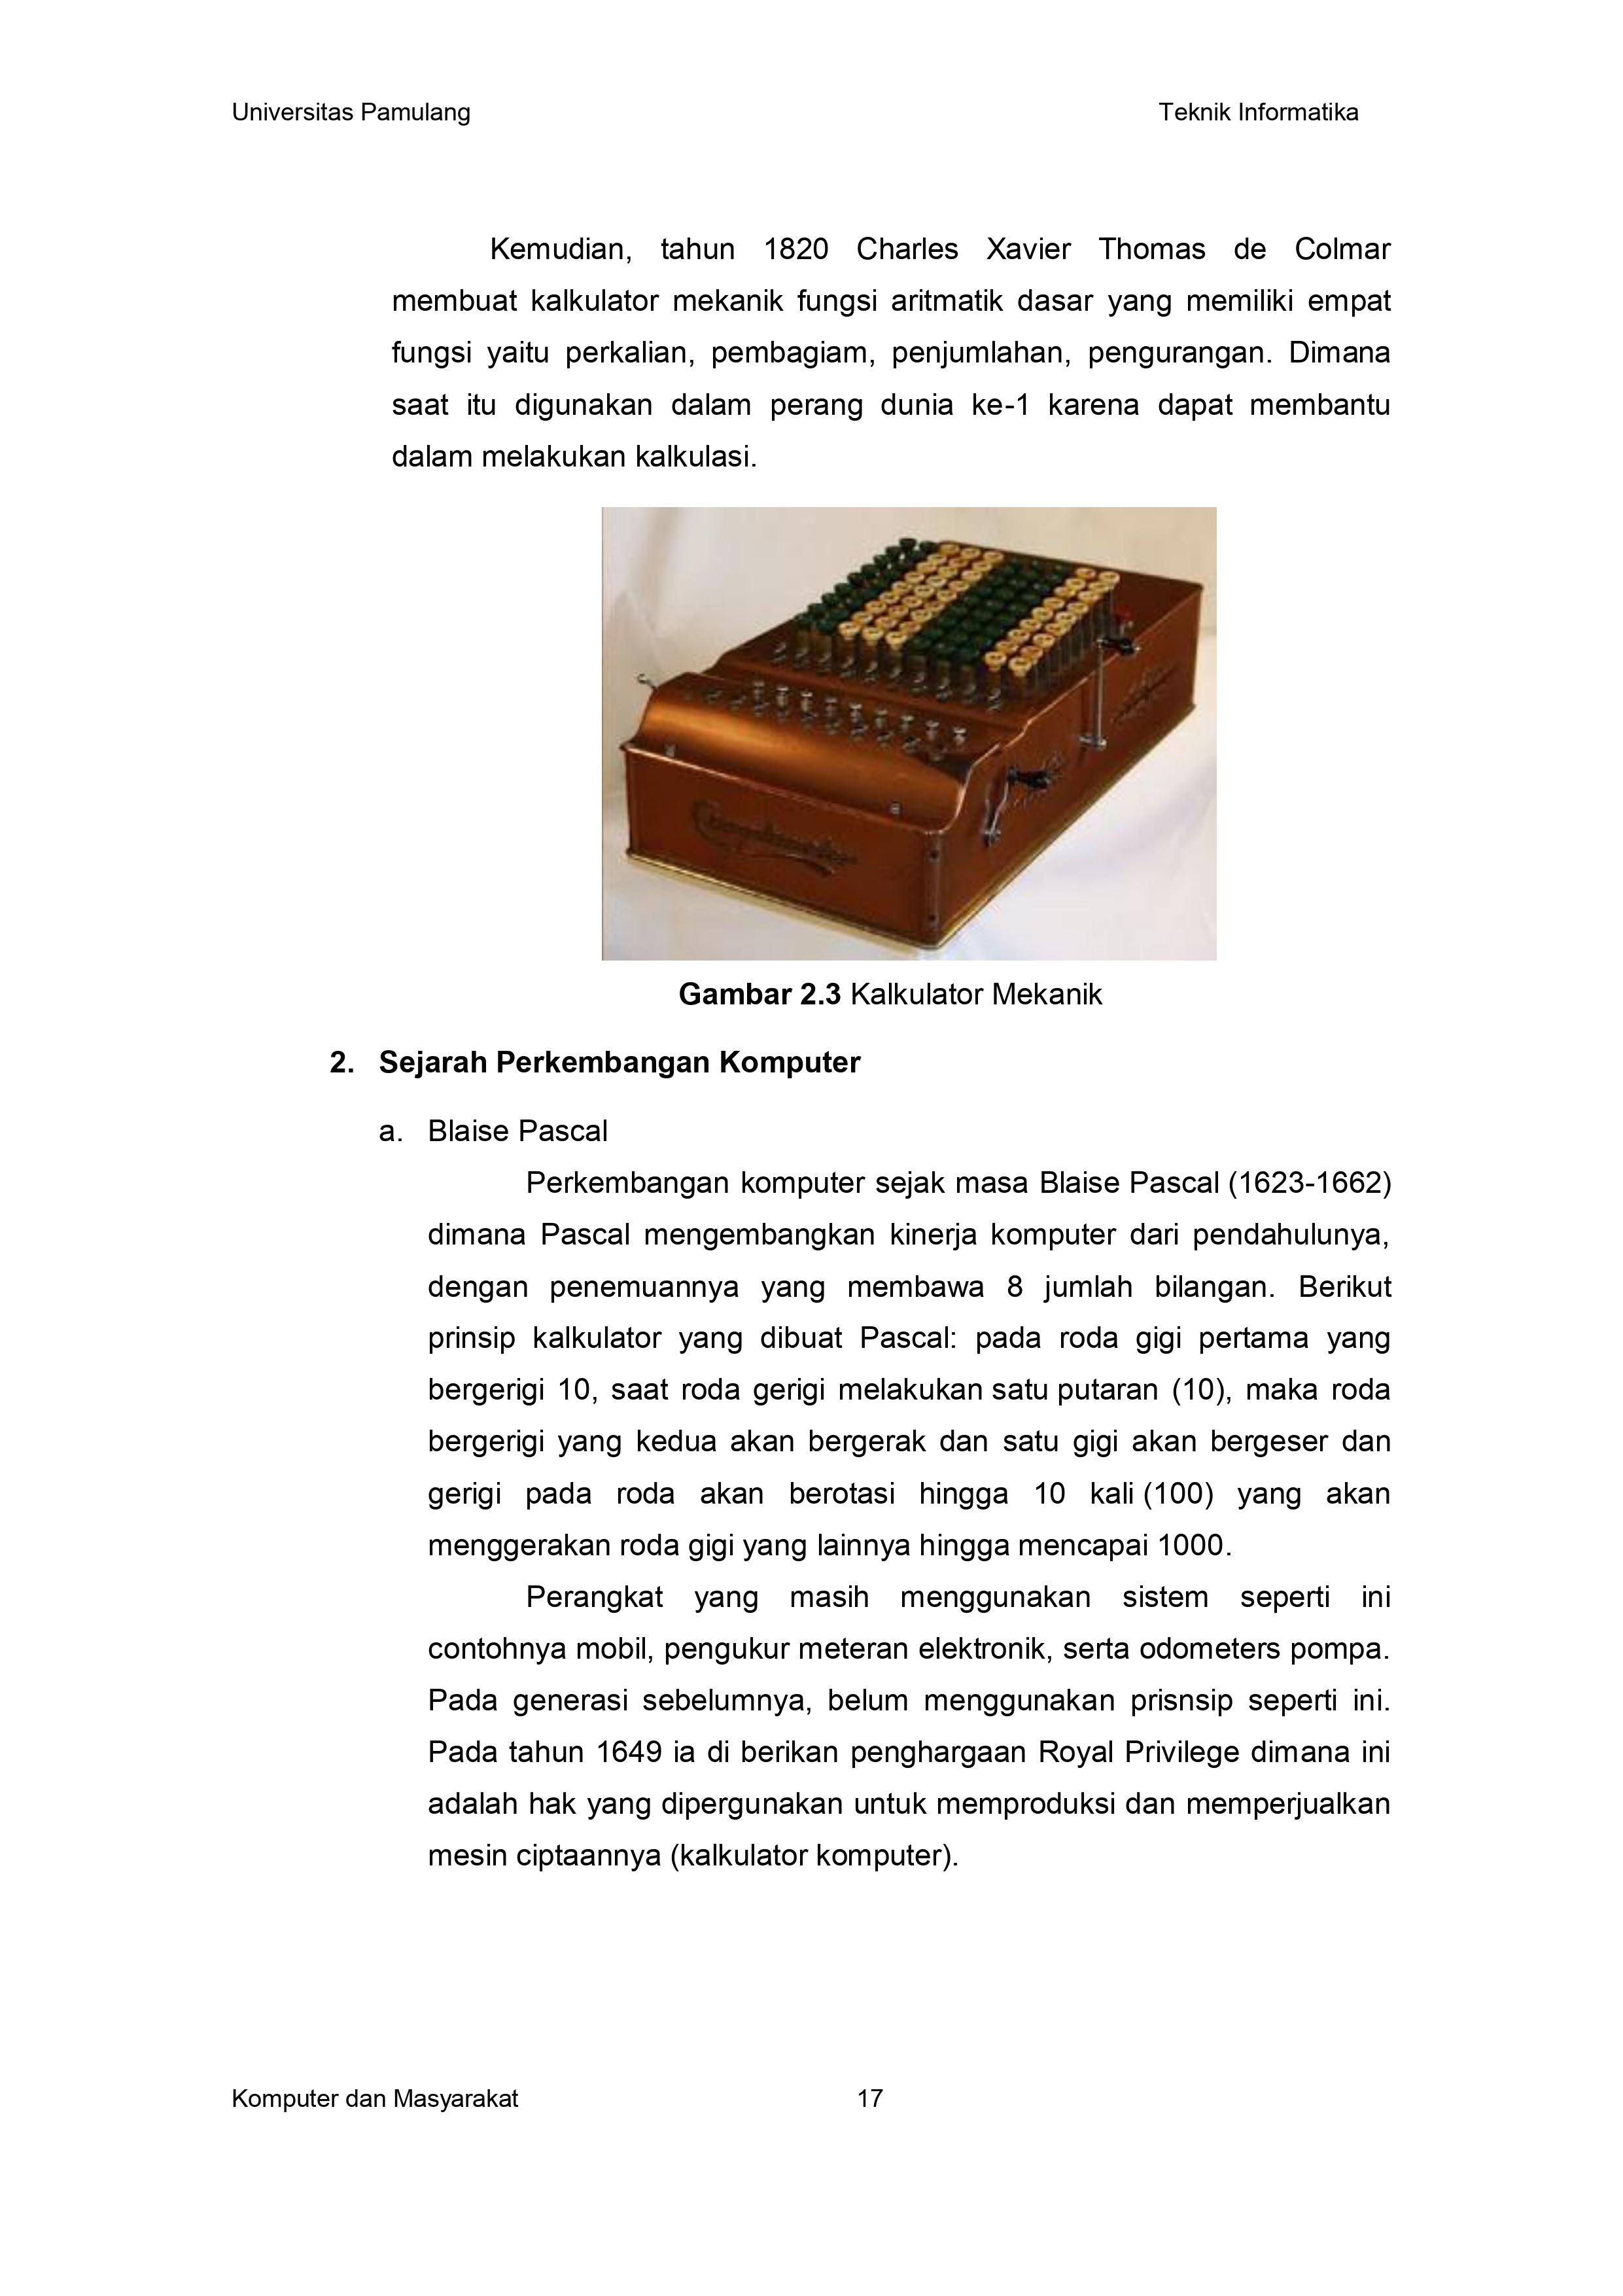 Universitas Pamulang Teknik Informatika
Kemudian, tahun 1820 Charles Xavier Thomas de Colmar
membuat kalkulator mekanik fungsi aritmatik dasar yang memiliki empat
fungsi yaitu perkalian, pembagiam, penjumlahan, pengurangan. Dimana
saat itu digunakan dalam perang dunia ke-1 karena dapat membantu
dalam melakukan kalkulasi.
Gambar 2.3 Kalkulator Mekanik
2. Sejarah Perkembangan Komputer
a. Blaise Pascal
Perkembangan komputer sejak masa Blaise Pascal (1623-1662)
dimana Pascal mengembangkan kinerja komputer dari pendahulunya,
dengan penemuannya yang membawa 8 jumlah bilangan. Berikut
prinsip kalkulator yang dibuat Pascal: pada roda gigi pertama yang
bergerigi 10, saat roda gerigi melakukan satu putaran (10), maka roda
bergerigi yang kedua akan bergerak dan satu gigi akan bergeser dan
gerigi pada roda akan berotasi hingga 10 kali (100) yang akan
menggerakan roda gigi yang lainnya hingga mencapai 1000.
Perangkat yang masih menggunakan sistem seperti ini
contohnya mobil, pengukur meteran elektronik, serta odometers pompa.
Pada generasi sebelumnya, belum menggunakan prisnsip seperti ini.
Pada tahun 1649 ia di berikan penghargaan Royal Privilege dimana ini
adalah hak yang dipergunakan untuk memproduksi dan memperjualkan
mesin ciptaannya (kalkulator komputer).
Komputer dan Masyarakat 17